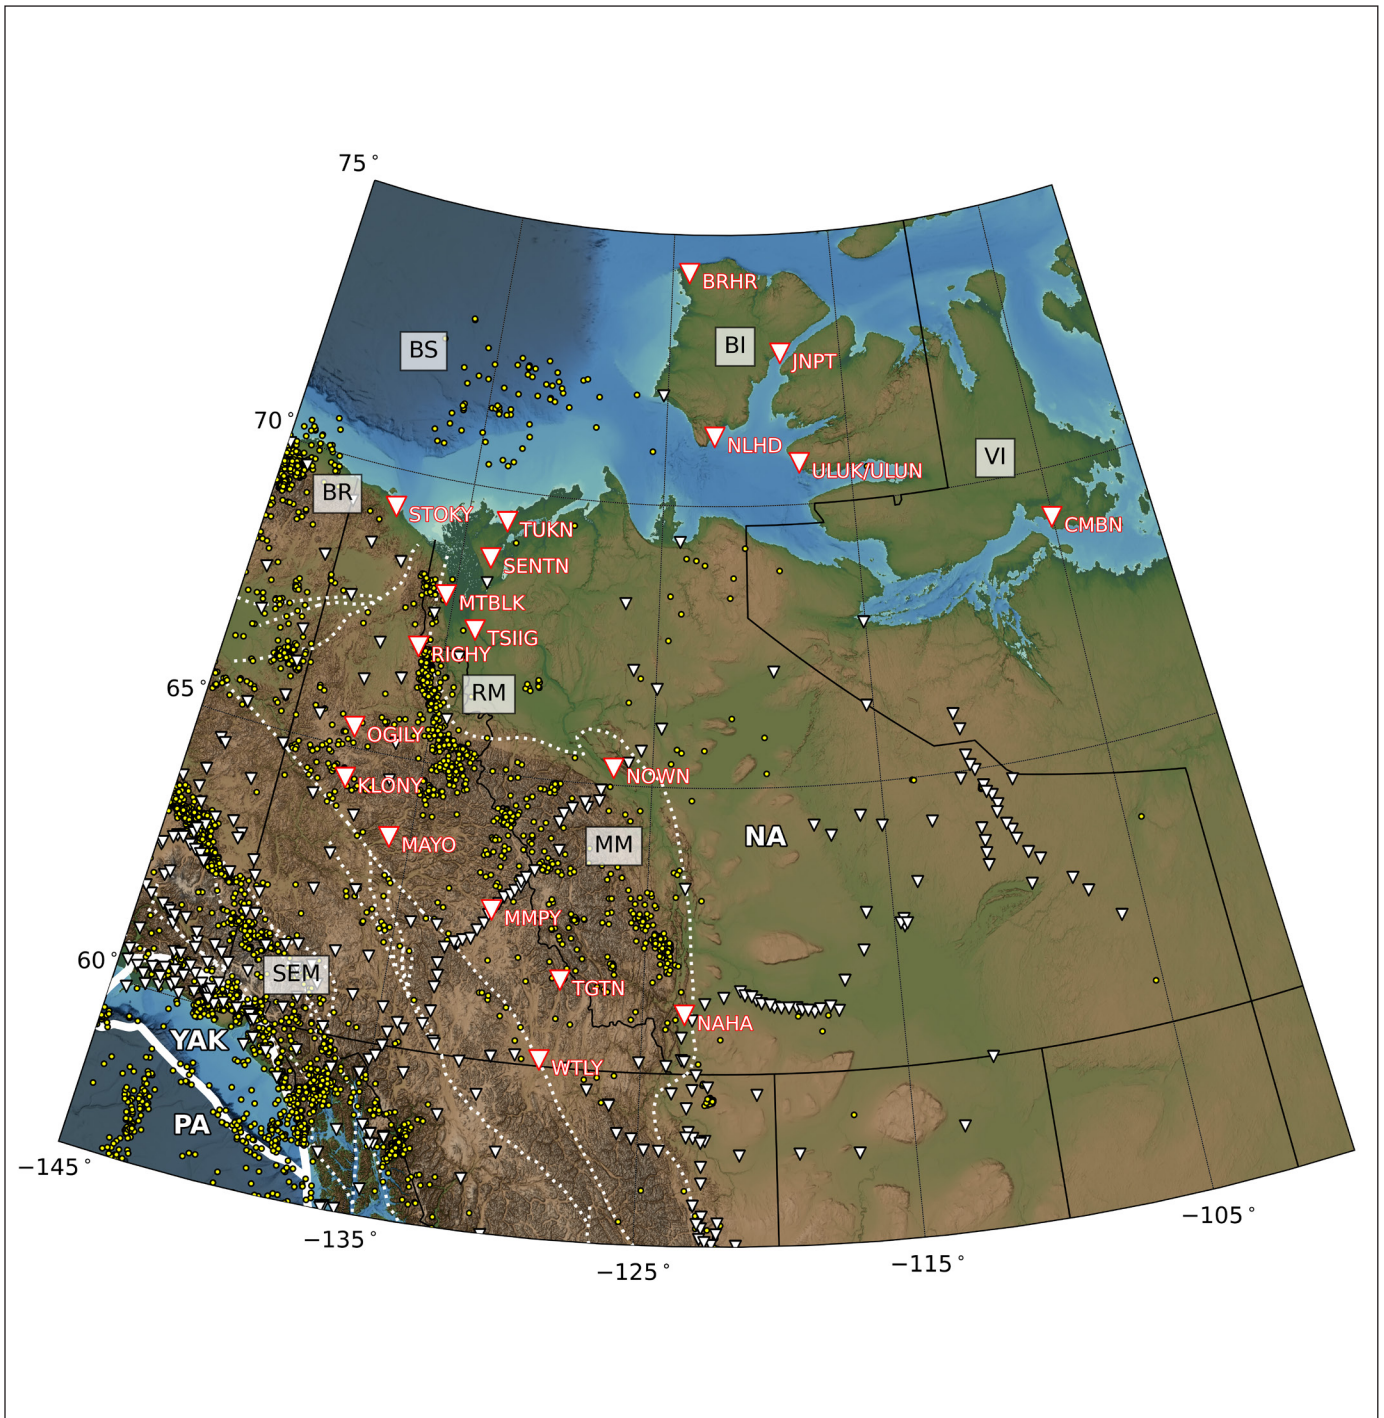 75°
BRHR
BS
BI
JNPT
70°
NLHD
VI
ULUK/ULUN
BR
STOKY
TUKN
CMBN
SENTN
MTBLK
TSIIG
RICHY
65°
RM
OGILY
NOWN
KLONY
NA
MAYO
MM
MMPY
60°
SEM
TGTN
NAHA
YAK
WTLY
PA
−145°
−135°
−105°
−125°
−115°